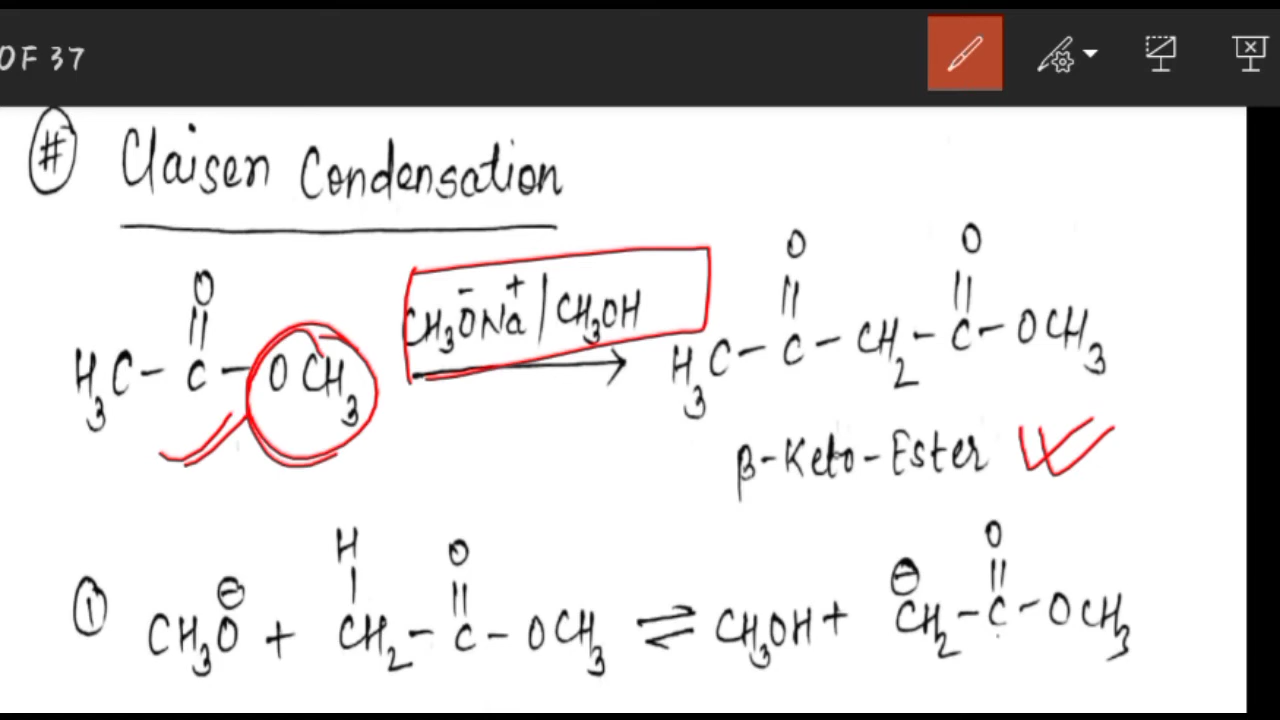 OF 37
# Claisen Condensation
O O O
|| || ||
H3C - C - OCH3 CH3O⁻Na⁺ / CH3OH → H3C - C - CH2 - C - OCH3
β-Keto-Ester
H O O
| || ||
① CH3O⊖ + CH2 - C - OCH3 ⇌ CH3OH + ⊖CH2 - C - OCH3